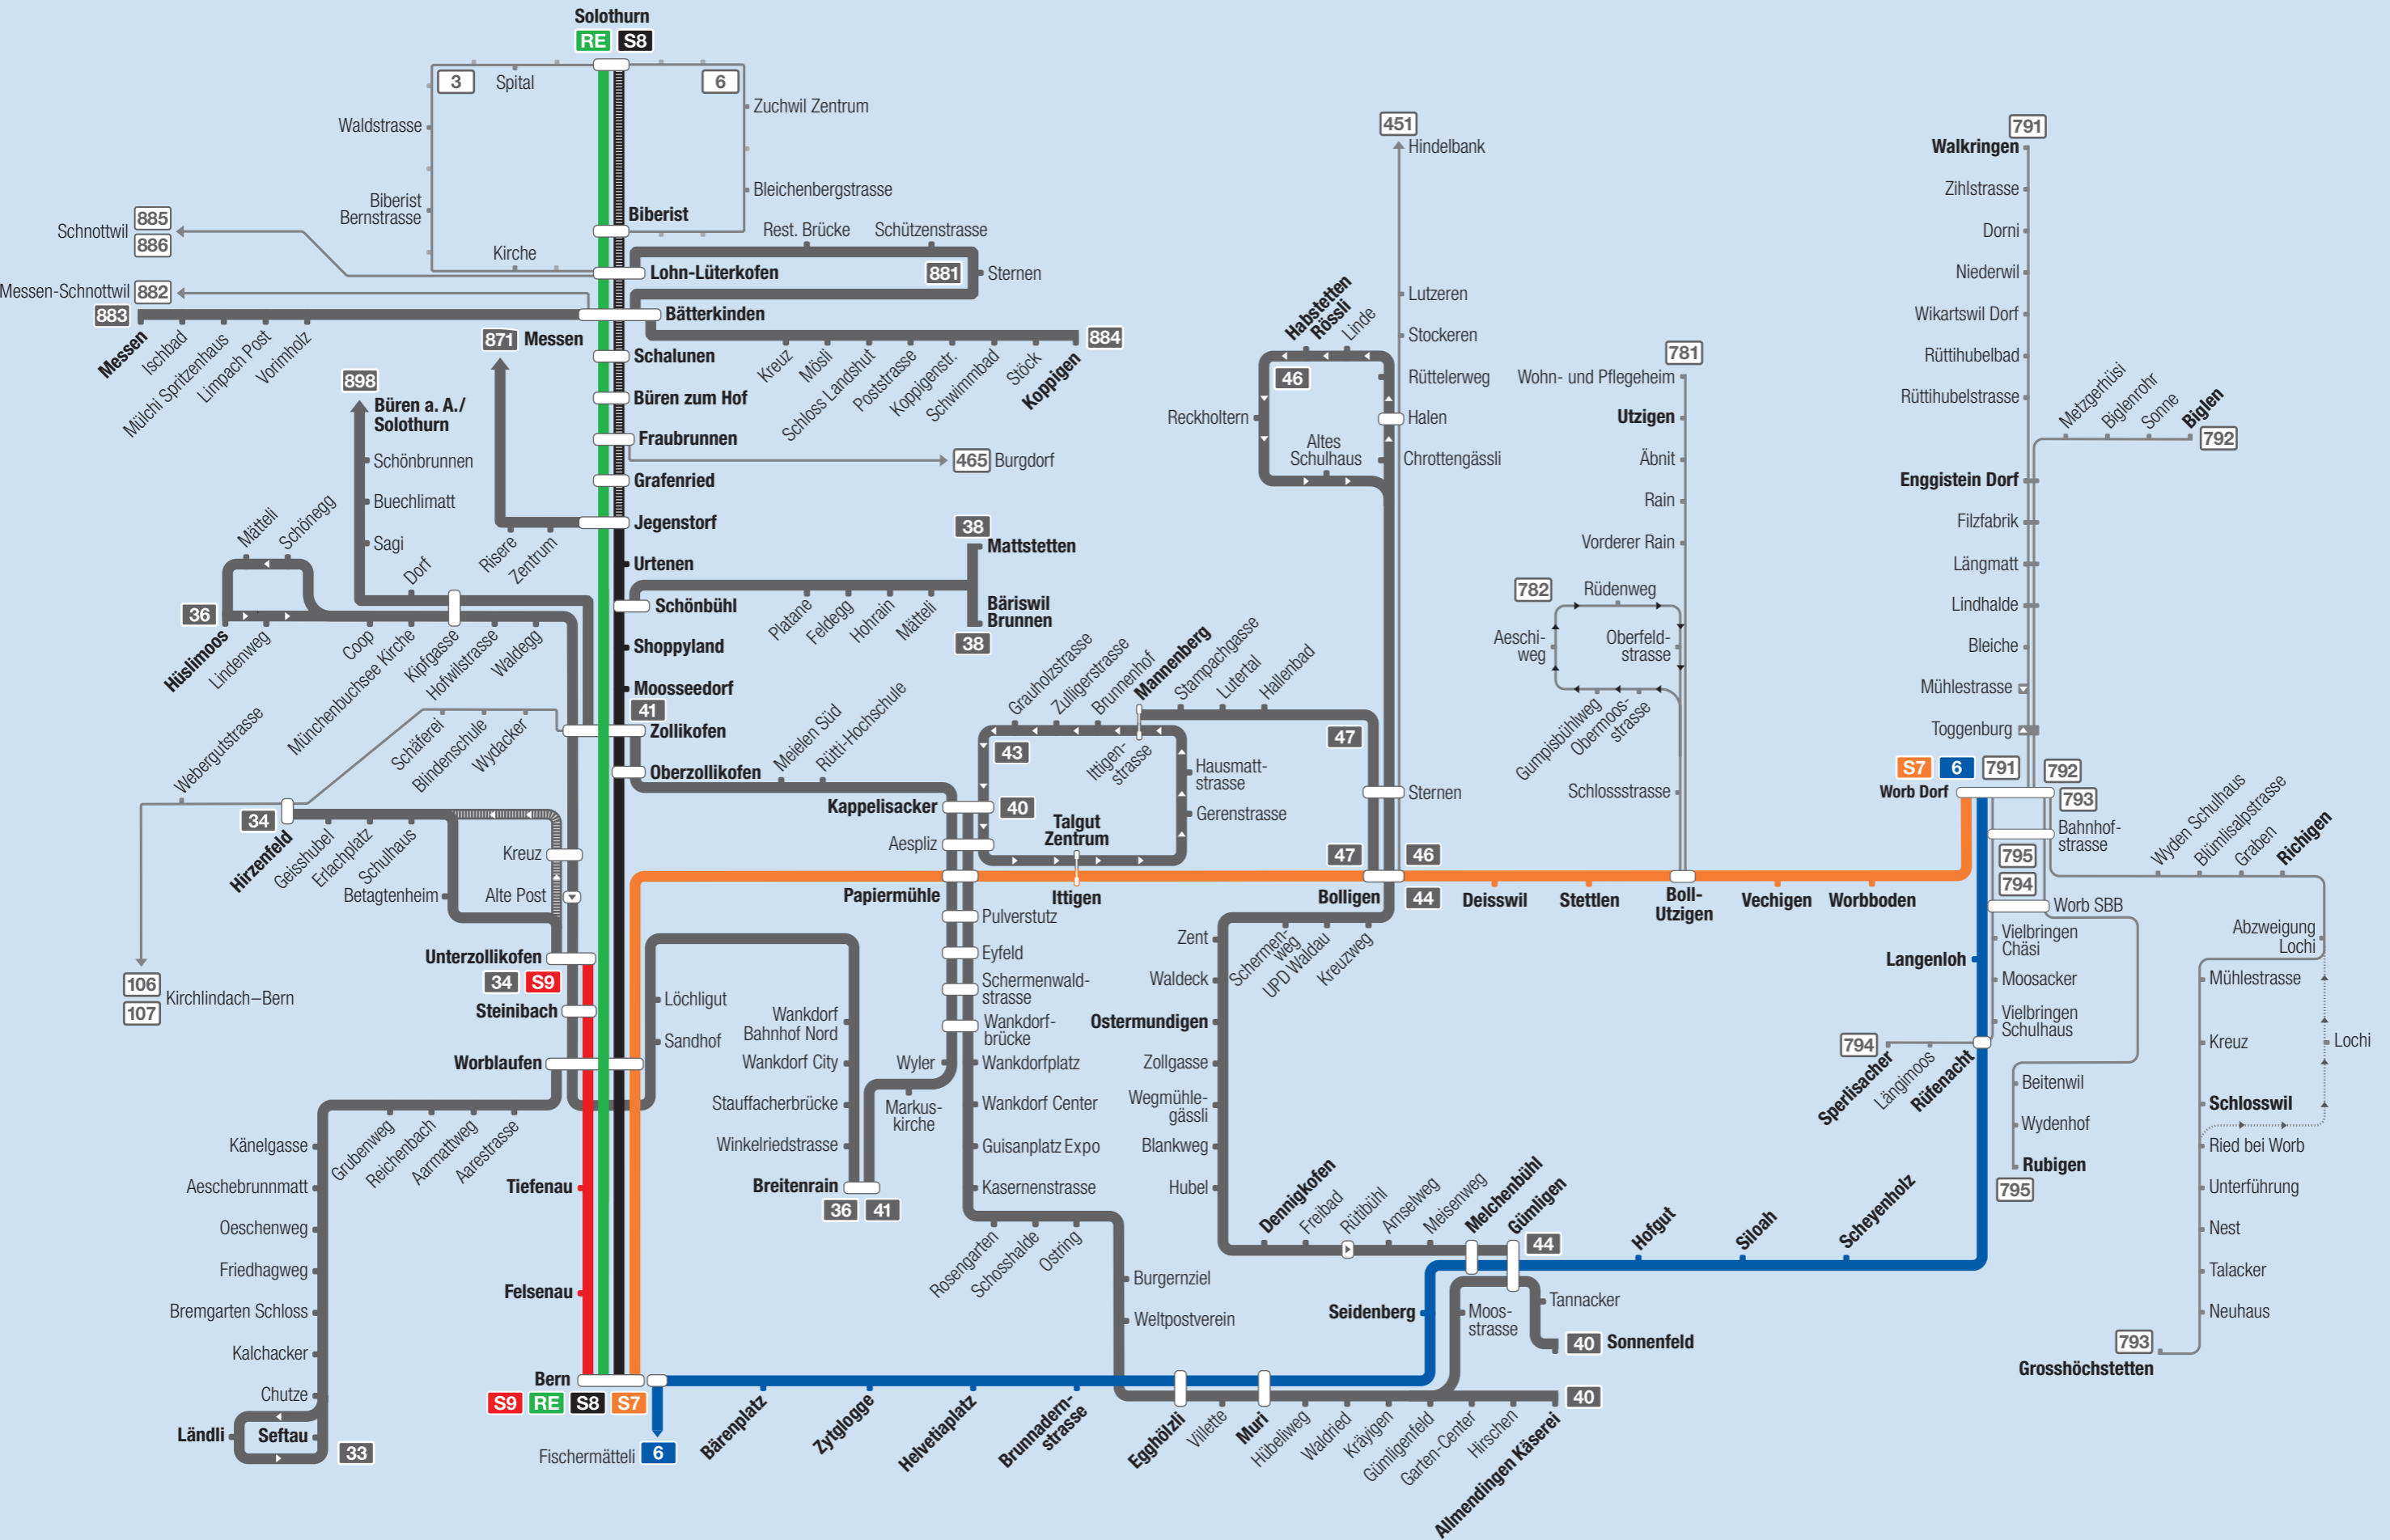 Solothurn
RE S8
3
Spital
6
Waldstrasse
Zuchwil Zentrum
Bleichenbergstrasse
Biberist
Bernstrasse
Biberist
Kirche
885
Schnottwil
886
Lohn-Lüterkofen
Rest. Brücke
Schützenstrasse
881
Sternen
Messen-Schnottwil 882
883
Messen
Ischbad
Mülchi Spritzenhaus
Limpach Post
Vorimholz
Bätterkinden
884
Kreuz
Mösli
Schloss Landshut
Poststrasse
Koppigenstr.
Schwimmbad
Stöck
Koppigen
871 Messen
Schalunen
Büren zum Hof
Fraubrunnen
465 Burgdorf
Grafenried
Jegenstorf
Risere
Zentrum
Urtenen
Schönbühl
Shoppyland
Moosseedorf
41
Zollikofen
Oberzollikofen
898
Büren a. A./
Solothurn
Schönbrunnen
Buechlimatt
Sagi
Dorf
Mätteli
Schönegg
36
Hüslimoos
Lindenweg
Coop
Münchenbuchsee Kirche
Kipfgasse
Hofwilstrasse
Waldegg
38
Mattstetten
Bäriswil
Brunnen
38
Platane
Feldegg
Hohrain
Mätteli
Webergutstrasse
Schäferei
Blindenschule
Wydacker
34
Hirzenfeld
Geisshubel
Erlachplatz
Schulhaus
Kreuz
Betagtenheim
Alte Post
106
107
Kirchlindach–Bern
Unterzollikofen
34 S9
Steinibach
Worblaufen
Tiefenau
Felsenau
Bern
S9 RE S8 S7
Fischermätteli 6
Grubenweg
Reichenbach
Aarmattweg
Aarestrasse
Känelgasse
Aeschebrunnmatt
Oeschenweg
Friedhagweg
Bremgarten Schloss
Kalchacker
Chutze
Ländli
Seftau
33
Löchligut
Sandhof
Wankdorf
Bahnhof Nord
Wankdorf City
Stauffacherbrücke
Winkelriedstrasse
Breitenrain
36 41
Wyler
Markus-
kirche
Meielen Süd
Rütti-Hochschule
Kappelisacker
40
Aespliz
Papiermühle
43
Grauholzstrasse
Zulligerstrasse
Brunnenhof
Ittigen-
strasse
Mannenberg
Stampachgasse
Lutertal
Hallenbad
47
Hausmatt-
strasse
Gerenstrasse
Talgut
Zentrum
Ittigen
Pulverstutz
Eyfeld
Schermenwald-
strasse
Wankdorf-
brücke
Wankdorfplatz
Wankdorf Center
Guisanplatz Expo
Kasernenstrasse
Rosengarten
Schosshalde
Ostring
Burgernziel
Weltpostverein
451
Hindelbank
Lutzeren
Stockeren
Habstetten
Rössli
Linde
46
Rüttelerweg
Reckholtern
Halen
Altes
Schulhaus
Chrottengässli
Sternen
47
46
Bolligen
44
Deisswil
Stettlen
Boll-
Utzigen
Vechigen
Worbboden
781
Wohn- und Pflegeheim
Utzigen
Äbnit
Rain
Vorderer Rain
782
Rüdenweg
Aeschi-
weg
Oberfeld-
strasse
Gumpisbühlweg
Obermoos-
strasse
Schlossstrasse
Zent
Schermen-
weg
UPD Waldau
Kreuzweg
Waldeck
Ostermundigen
Zollgasse
Wegmühle-
gässli
Blankweg
Hubel
Dennigkofen
Freibad
Rütibühl
Amselweg
Meisenweg
Melchenbühl
Gümligen
44
Hofgut
Siloah
Scheyenholz
Seidenberg
Moos-
strasse
Tannacker
40 Sonnenfeld
40
Bärenplatz
Zytglogge
Helvetiaplatz
Brunnadern-
strasse
Egghölzli
Villette
Muri
Hübeliweg
Waldried
Kräyigen
Gümligenfeld
Garten-Center
Hirschen
Allmendingen Käserei
791
Walkringen
Zihlstrasse
Dorni
Niederwil
Wikartswil Dorf
Rüttihubelbad
Rüttihubelstrasse
Metzgerhüsi
Biglenrohr
Sonne
Biglen
792
Enggistein Dorf
Filzfabrik
Längmatt
Lindhalde
Bleiche
Mühlestrasse
Toggenburg
S7 6 791 792
Worb Dorf
793
Bahnhof-
strasse
795
794
Worb SBB
Wyden Schulhaus
Blümlisalpstrasse
Graben
Richigen
Langenloh
Vielbringen
Chäsi
Moosacker
Vielbringen
Schulhaus
794
Sperlisacher
Längimoos
Rüfenacht
Beitenwil
Wydenhof
Rubigen
795
Abzweigung
Lochi
Mühlestrasse
Kreuz
Lochi
Schlosswil
Ried bei Worb
Unterführung
Nest
Talacker
Neuhaus
793
Grosshöchstetten